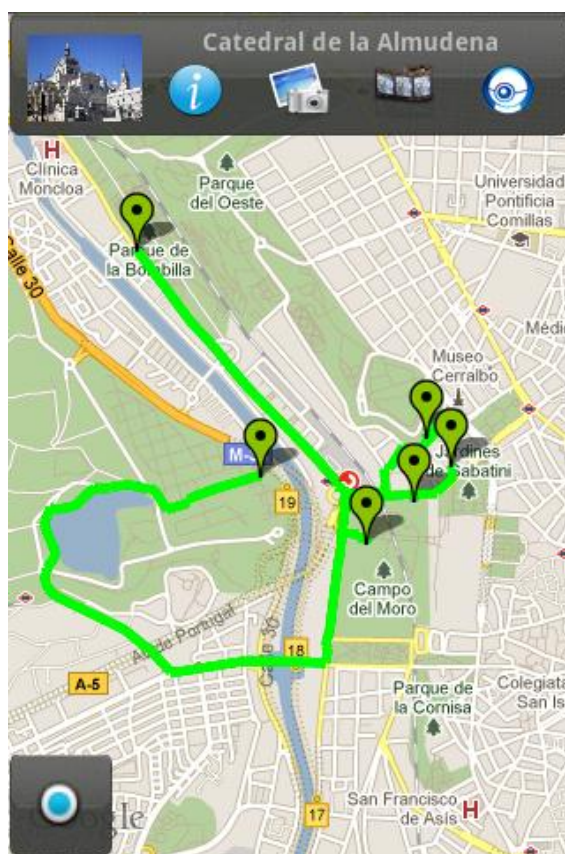 Catedral de la Almudena
H
Clínica
Moncloa
Parque
del Oeste
Universidad
Pontificia
Comillas
Parque de
la Bombilla
Calle 30
Médi
Museo
Cerralbo
Jardines
de Sabatini
19
Campo
del Moro
Av de Portugal
Calle 30
18
A-5
Parque de
la Cornisa
Colegiata
San Is
San Francisco
de Asís
H
17